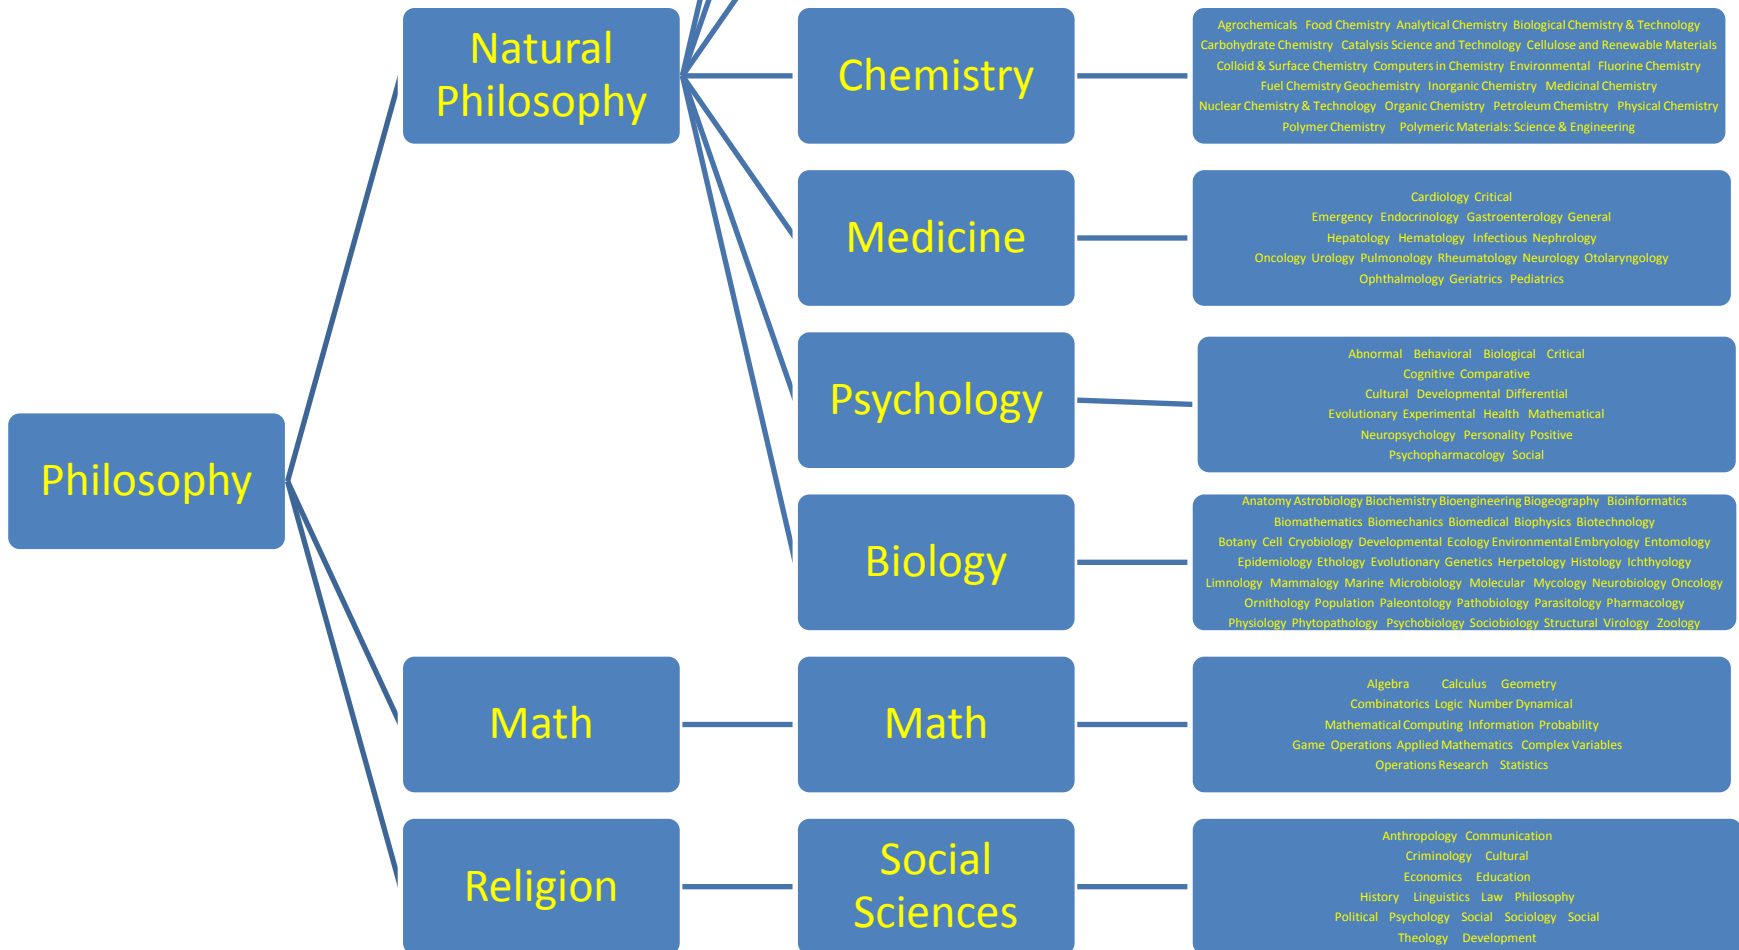 Natural
Philosophy
Chemistry
Agrochemicals Food Chemistry Analytical Chemistry Biological Chemistry & Technology
Carbohydrate Chemistry Catalysis Science and Technology Cellulose and Renewable Materials
Colloid & Surface Chemistry Computers in Chemistry Environmental Fluorine Chemistry
Fuel Chemistry Geochemistry Inorganic Chemistry Medicinal Chemistry
Nuclear Chemistry & Technology Organic Chemistry Petroleum Chemistry Physical Chemistry
Polymer Chemistry Polymeric Materials: Science & Engineering
Medicine
Cardiology Critical
Emergency Endocrinology Gastroenterology General
Hepatology Hematology Infectious Nephrology
Oncology Urology Pulmonology Rheumatology Neurology Otolaryngology
Ophthalmology Geriatrics Pediatrics
Psychology
Abnormal Behavioral Biological Critical
Cognitive Comparative
Cultural Developmental Differential
Evolutionary Experimental Health Mathematical
Neuropsychology Personality Positive
Psychopharmacology Social
Philosophy
Biology
Anatomy Astrobiology Biochemistry Bioengineering Biogeography Bioinformatics
Biomathematics Biomechanics Biomedical Biophysics Biotechnology
Botany Cell Cryobiology Developmental Ecology Environmental Embryology Entomology
Epidemiology Ethology Evolutionary Genetics Herpetology Histology Ichthyology
Limnology Mammalogy Marine Microbiology Molecular Mycology Neurobiology Oncology
Ornithology Population Paleontology Pathobiology Parasitology Pharmacology
Physiology Phytopathology Psychobiology Sociobiology Structural Virology Zoology
Math
Math
Algebra Calculus Geometry
Combinatorics Logic Number Dynamical
Mathematical Computing Information Probability
Game Operations Applied Mathematics Complex Variables
Operations Research Statistics
Religion
Social
Sciences
Anthropology Communication
Criminology Cultural
Economics Education
History Linguistics Law Philosophy
Political Psychology Social Sociology Social
Theology Development